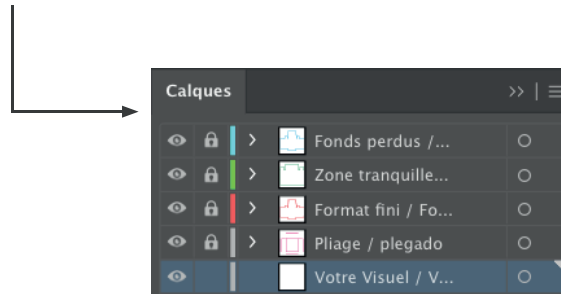 Calques
Fonds perdus /...
Zone tranquille...
Format fini / Fo...
Pliage / plegado
Votre Visuel / V...